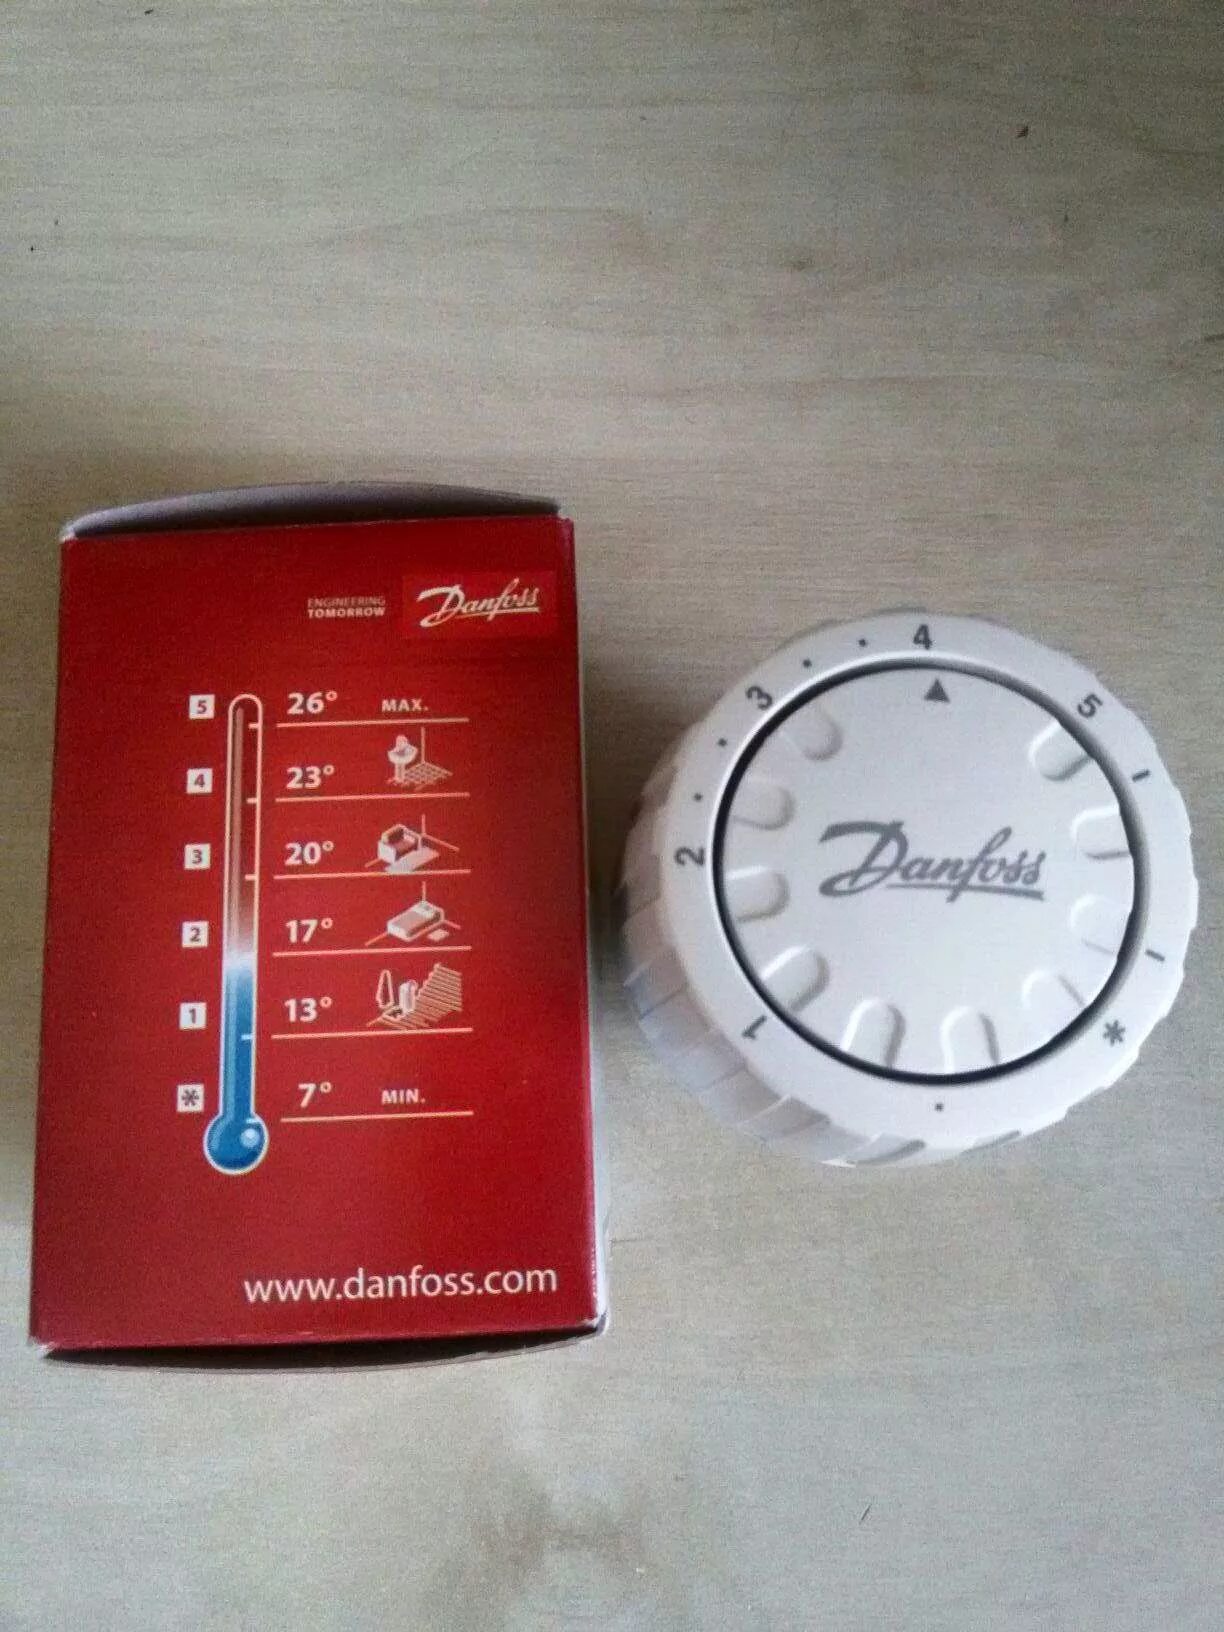 ENGINEERING
TOMORROW
Danfoss
5 26° MAX.
4 23°
3 20°
2 17°
1 13°
* 7° MIN.
www.danfoss.com
4
3
5
2
1
*
Danfoss